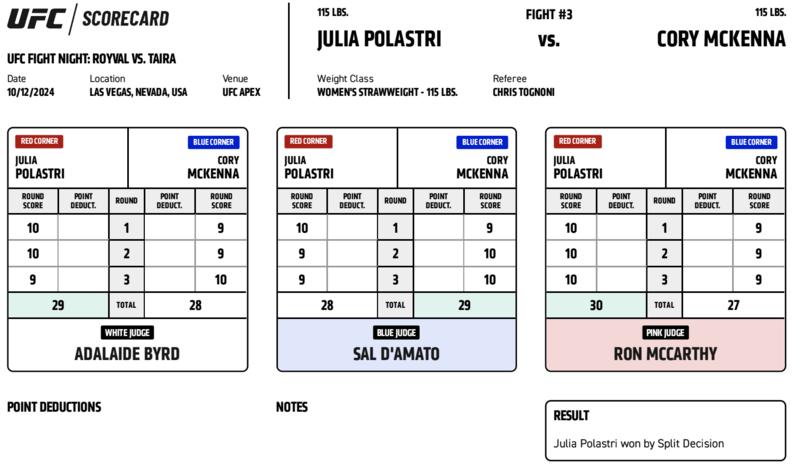 UFC / SCORECARD
UFC FIGHT NIGHT: ROYVAL VS. TAIRA
Date Location Venue
10/12/2024 LAS VEGAS, NEVADA, USA UFC APEX
115 LBS. FIGHT #3 115 LBS.
JULIA POLASTRI vs. CORY MCKENNA
Weight Class Referee
WOMEN'S STRAWWEIGHT - 115 LBS. CHRIS TOGNONI
RED CORNER BLUE CORNER
JULIA CORY
POLASTRI MCKENNA
ROUND POINT ROUND POINT ROUND
SCORE DEDUCT. DEDUCT. SCORE
10 1 9
10 2 9
9 3 10
29 TOTAL 28
WHITE JUDGE
ADALAIDE BYRD
RED CORNER BLUE CORNER
JULIA CORY
POLASTRI MCKENNA
ROUND POINT ROUND POINT ROUND
SCORE DEDUCT. DEDUCT. SCORE
10 1 9
9 2 10
9 3 10
28 TOTAL 29
BLUE JUDGE
SAL D'AMATO
RED CORNER BLUE CORNER
JULIA CORY
POLASTRI MCKENNA
ROUND POINT ROUND POINT ROUND
SCORE DEDUCT. DEDUCT. SCORE
10 1 9
10 2 9
10 3 9
30 TOTAL 27
PINK JUDGE
RON MCCARTHY
POINT DEDUCTIONS
NOTES
RESULT
Julia Polastri won by Split Decision